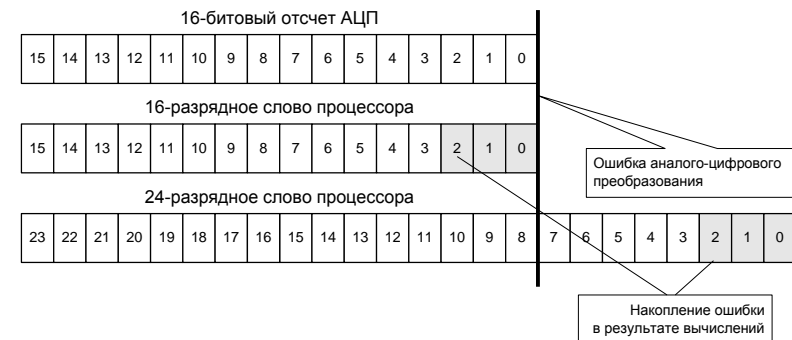 16-битовый отсчет АЦП
15 14 13 12 11 10 9 8 7 6 5 4 3 2 1 0
16-разрядное слово процессора
15 14 13 12 11 10 9 8 7 6 5 4 3 2 1 0
Ошибка аналого-цифрового
преобразования
24-разрядное слово процессора
23 22 21 20 19 18 17 16 15 14 13 12 11 10 9 8 7 6 5 4 3 2 1 0
Накопление ошибки
в результате вычислений